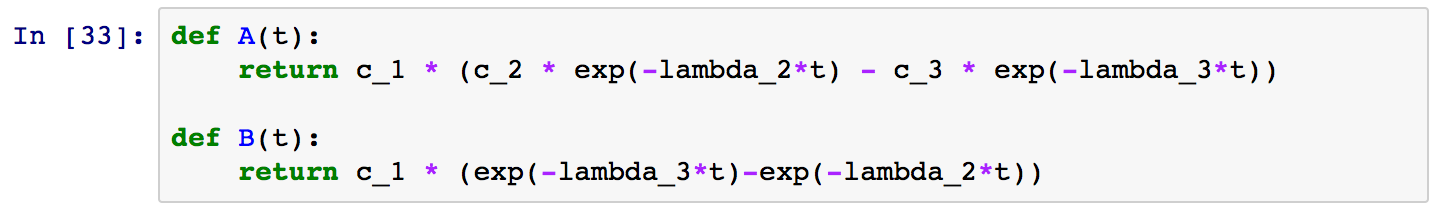 In [33]: def A(t):
    return c_1 * (c_2 * exp(-lambda_2*t) - c_3 * exp(-lambda_3*t))
def B(t):
    return c_1 * (exp(-lambda_3*t)-exp(-lambda_2*t))